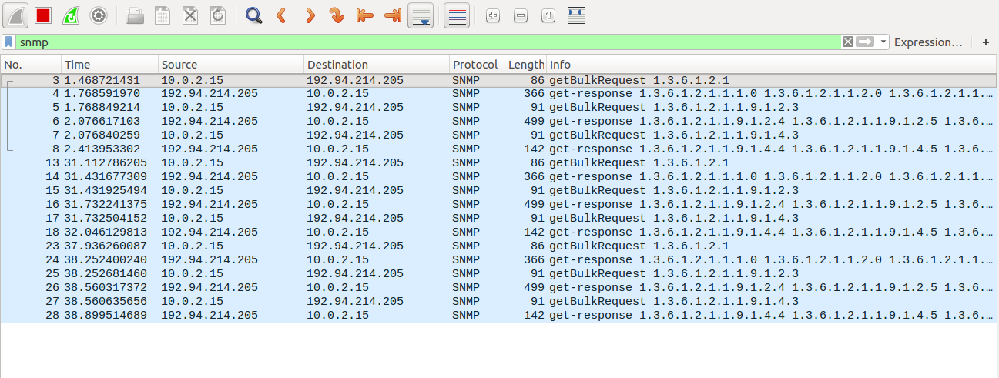 snmp Expression… +
No. Time Source Destination Protocol Length Info
3 1.468721431 10.0.2.15 192.94.214.205 SNMP 86 getBulkRequest 1.3.6.1.2.1
4 1.768591970 192.94.214.205 10.0.2.15 SNMP 366 get-response 1.3.6.1.2.1.1.1.0 1.3.6.1.2.1.1.2.0 1.3.6.1.2.1.1.…
5 1.768849214 10.0.2.15 192.94.214.205 SNMP 91 getBulkRequest 1.3.6.1.2.1.1.9.1.2.3
6 2.076617103 192.94.214.205 10.0.2.15 SNMP 499 get-response 1.3.6.1.2.1.1.9.1.2.4 1.3.6.1.2.1.1.9.1.2.5 1.3.6.…
7 2.076840259 10.0.2.15 192.94.214.205 SNMP 91 getBulkRequest 1.3.6.1.2.1.1.9.1.4.3
8 2.413953302 192.94.214.205 10.0.2.15 SNMP 142 get-response 1.3.6.1.2.1.1.9.1.4.4 1.3.6.1.2.1.1.9.1.4.5 1.3.6.…
13 31.112786205 10.0.2.15 192.94.214.205 SNMP 86 getBulkRequest 1.3.6.1.2.1
14 31.431677309 192.94.214.205 10.0.2.15 SNMP 366 get-response 1.3.6.1.2.1.1.1.0 1.3.6.1.2.1.1.2.0 1.3.6.1.2.1.1.…
15 31.431925494 10.0.2.15 192.94.214.205 SNMP 91 getBulkRequest 1.3.6.1.2.1.1.9.1.2.3
16 31.732241375 192.94.214.205 10.0.2.15 SNMP 499 get-response 1.3.6.1.2.1.1.9.1.2.4 1.3.6.1.2.1.1.9.1.2.5 1.3.6.…
17 31.732504152 10.0.2.15 192.94.214.205 SNMP 91 getBulkRequest 1.3.6.1.2.1.1.9.1.4.3
18 32.046129813 192.94.214.205 10.0.2.15 SNMP 142 get-response 1.3.6.1.2.1.1.9.1.4.4 1.3.6.1.2.1.1.9.1.4.5 1.3.6.…
23 37.936260087 10.0.2.15 192.94.214.205 SNMP 86 getBulkRequest 1.3.6.1.2.1
24 38.252400240 192.94.214.205 10.0.2.15 SNMP 366 get-response 1.3.6.1.2.1.1.1.0 1.3.6.1.2.1.1.2.0 1.3.6.1.2.1.1.…
25 38.252681460 10.0.2.15 192.94.214.205 SNMP 91 getBulkRequest 1.3.6.1.2.1.1.9.1.2.3
26 38.560317372 192.94.214.205 10.0.2.15 SNMP 499 get-response 1.3.6.1.2.1.1.9.1.2.4 1.3.6.1.2.1.1.9.1.2.5 1.3.6.…
27 38.560635656 10.0.2.15 192.94.214.205 SNMP 91 getBulkRequest 1.3.6.1.2.1.1.9.1.4.3
28 38.899514689 192.94.214.205 10.0.2.15 SNMP 142 get-response 1.3.6.1.2.1.1.9.1.4.4 1.3.6.1.2.1.1.9.1.4.5 1.3.6.…